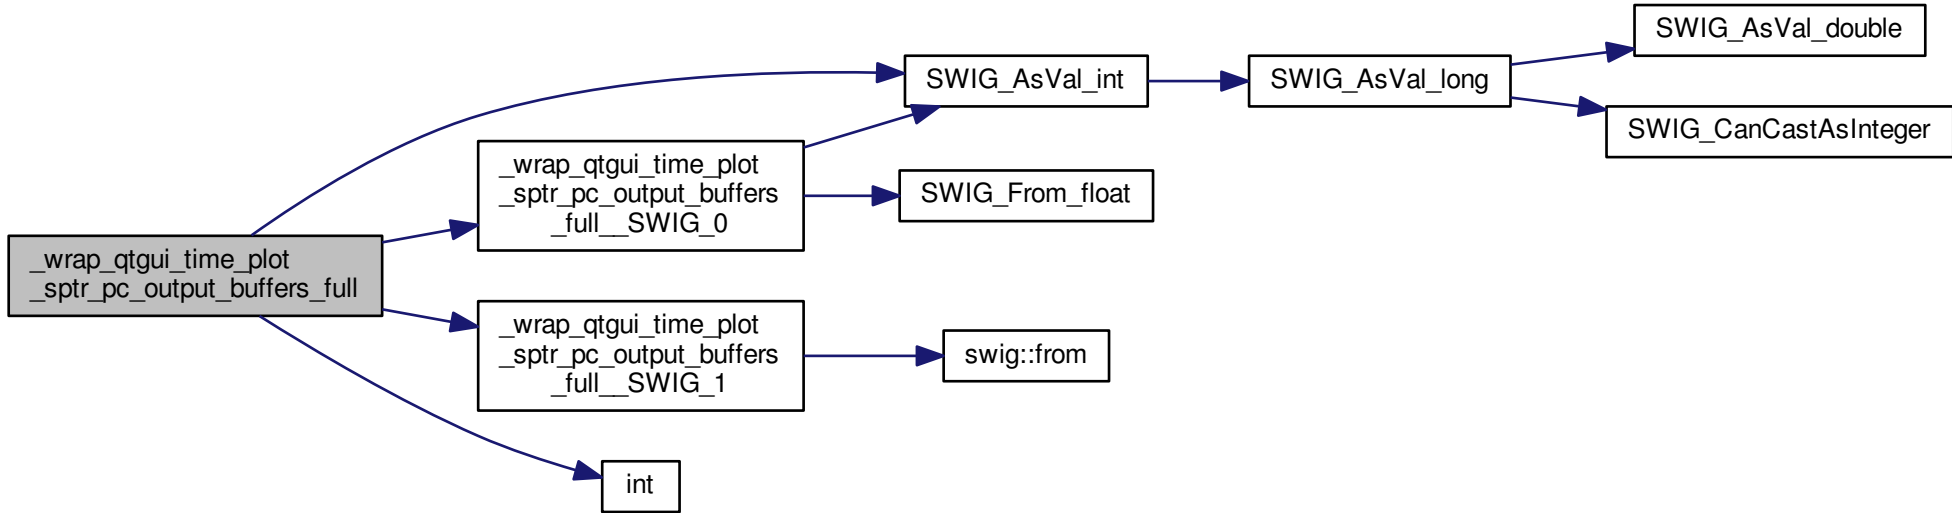 _wrap_qtgui_time_plot
_sptr_pc_output_buffers_full
_wrap_qtgui_time_plot
_sptr_pc_output_buffers
_full__SWIG_0
_wrap_qtgui_time_plot
_sptr_pc_output_buffers
_full__SWIG_1
int
SWIG_AsVal_int
SWIG_From_float
swig::from
SWIG_AsVal_long
SWIG_AsVal_double
SWIG_CanCastAsInteger